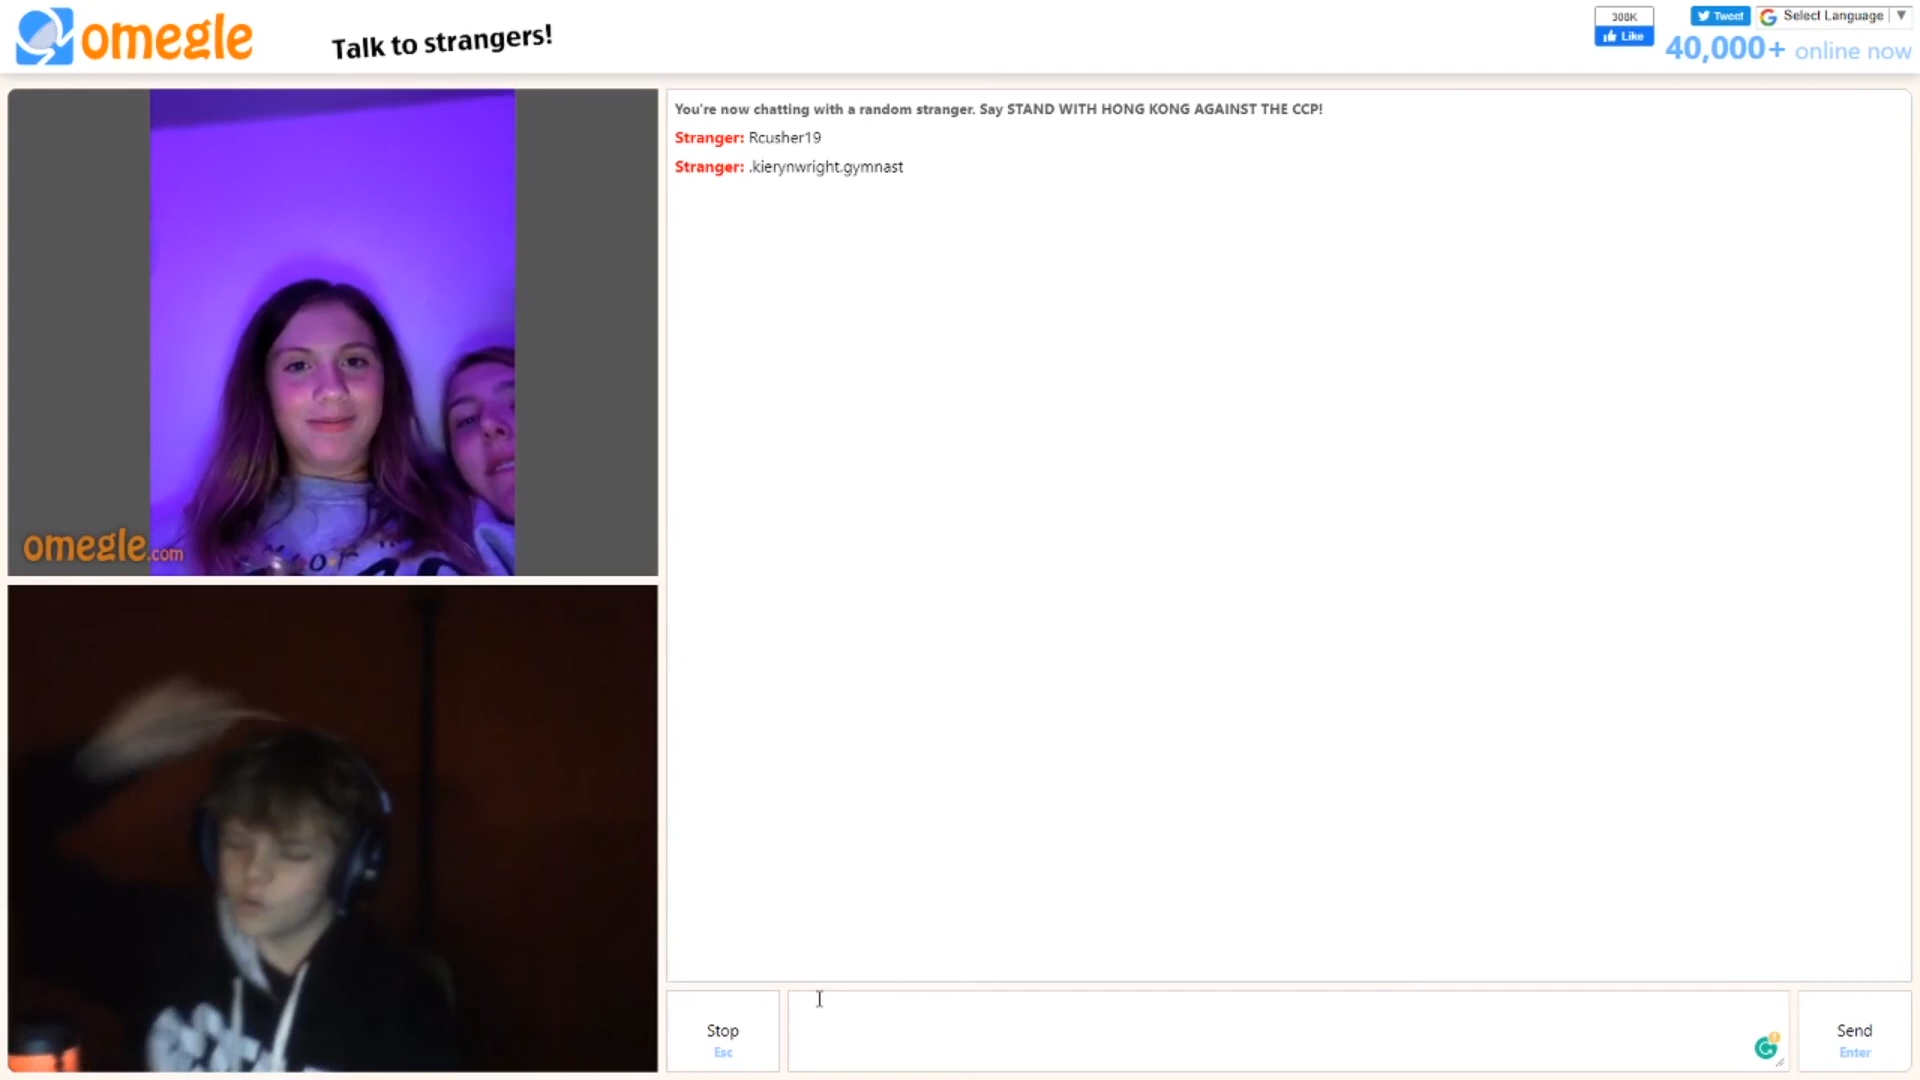 omegle
Talk to strangers!
308K
Like
Tweet
Select Language
40,000+ online now
You're now chatting with a random stranger. Say STAND WITH HONG KONG AGAINST THE CCP!
Stranger: Rcusher19
Stranger: .kierynwright.gymnast
omegle.com
Stop
Esc
Send
Enter